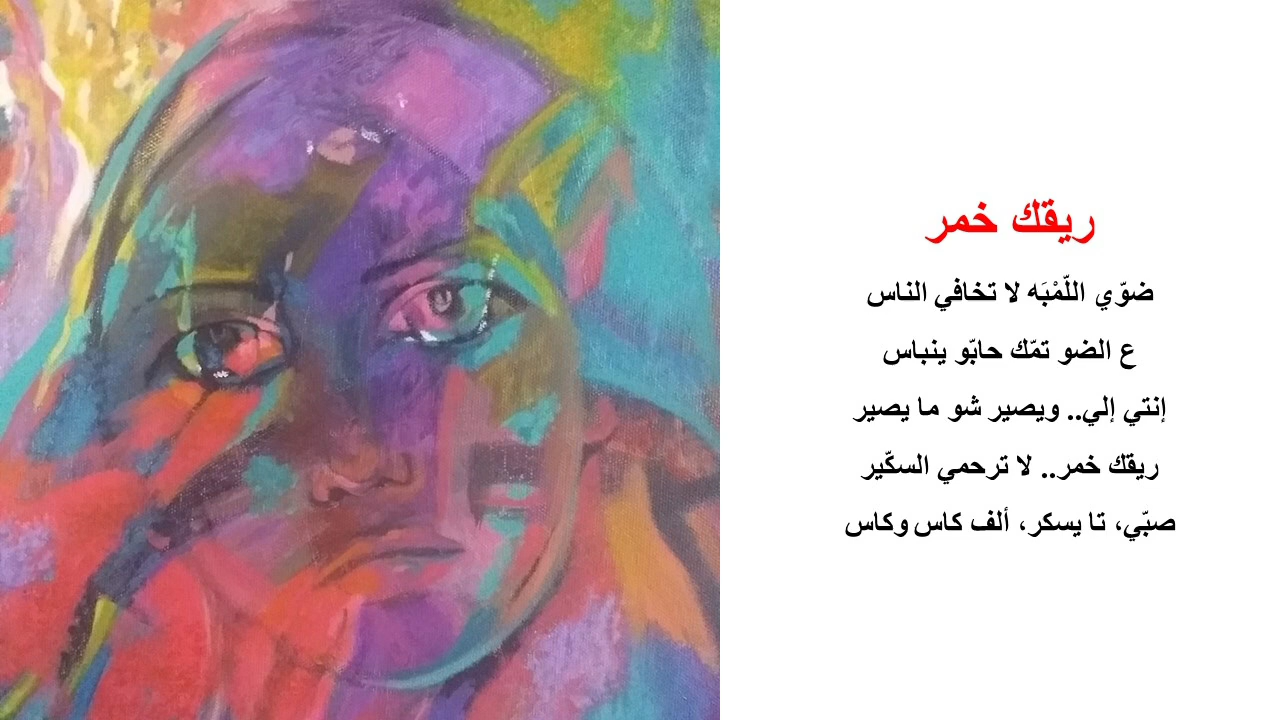 ريقك خمر
ضوّي اللّمْبَه لا تخافي الناس
ع الضو تمّك حابّو ينباس
إنتي إلي.. ويصير شو ما يصير
ريقك خمر.. لا ترحمي السكّير
صبّي، تا يسكر، ألف كاس وكاس